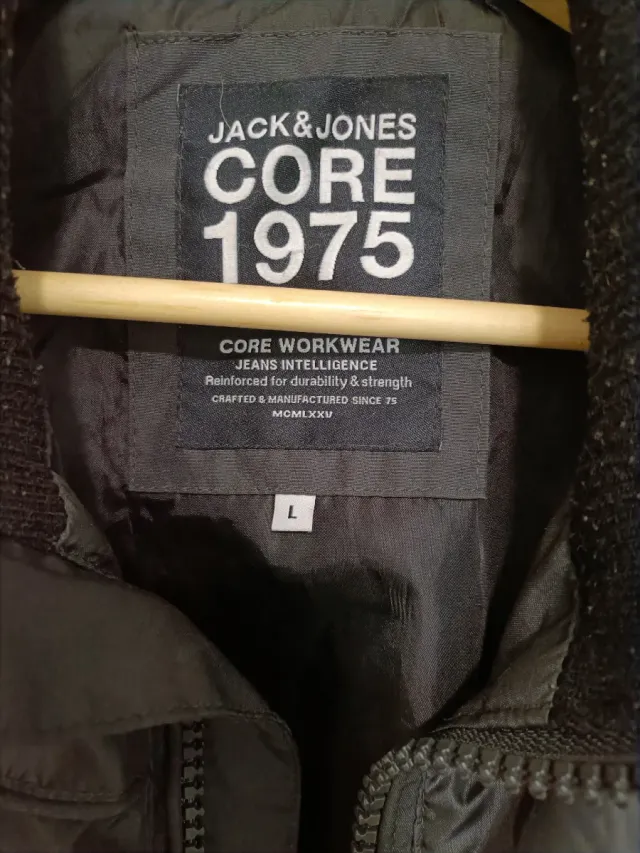 JACK&JONES
CORE
1975
CORE WORKWEAR
JEANS INTELLIGENCE
Reinforced for durability & strength
CRAFTED & MANUFACTURED SINCE 75
MCMLXXV
L